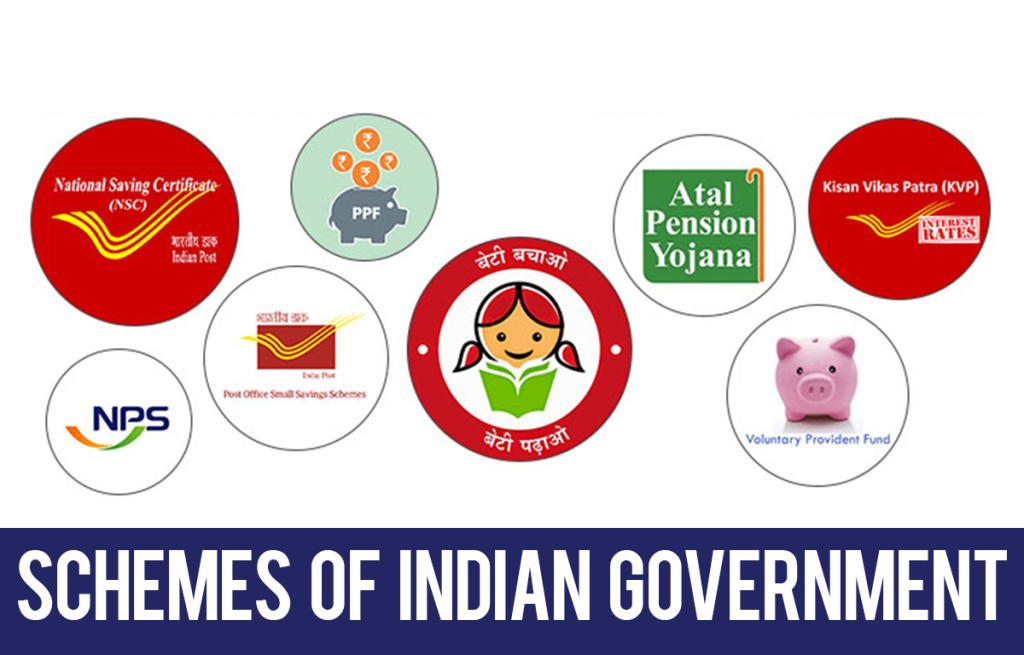 National Saving Certificate
(NSC)
भारतीय डाक
Indian Post
₹
₹ ₹
₹
PPF
Atal
Pension
Yojana
Kisan Vikas Patra (KVP)
INTEREST
RATES
NPS
भारतीय डाक
India Post
Post Office Small Savings Schemes
बेटी बचाओ
बेटी पढ़ाओ
Voluntary Provident Fund
SCHEMES OF INDIAN GOVERNMENT